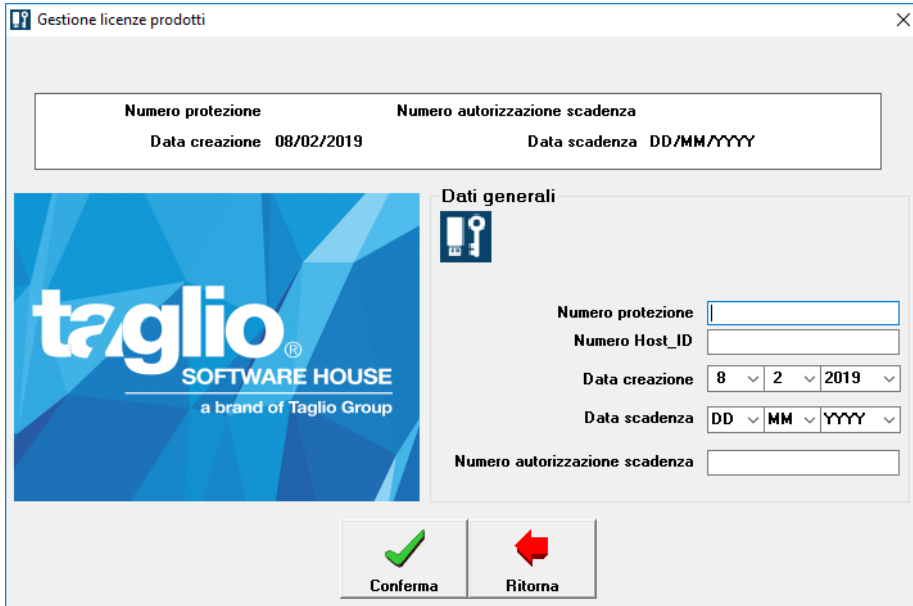 Gestione licenze prodotti
Numero protezione Numero autorizzazione scadenza
Data creazione 08/02/2019 Data scadenza DD/MM/YYYY
taglio®
SOFTWARE HOUSE
a brand of Taglio Group
Dati generali
Numero protezione
Numero Host_ID
Data creazione 8 2 2019
Data scadenza DD MM YYYY
Numero autorizzazione scadenza
Conferma Ritorna